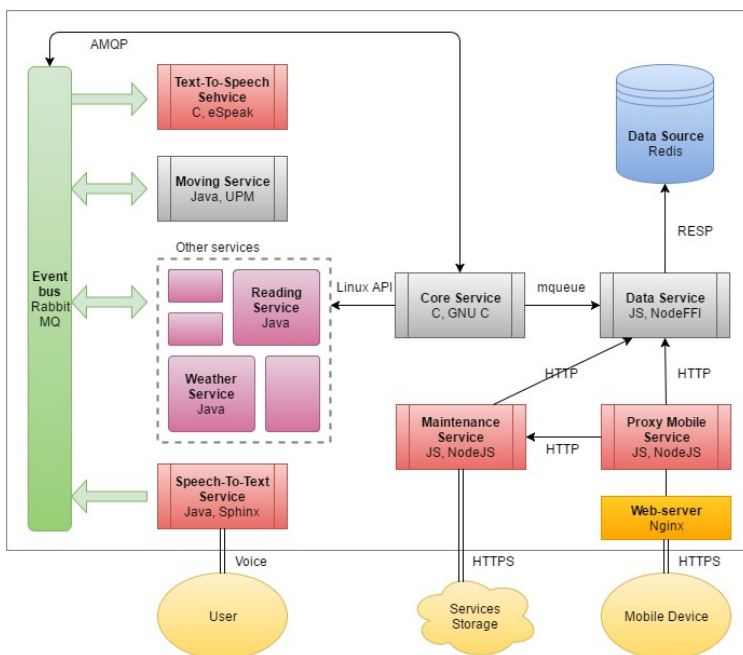 AMQP
Text-To-Speech
Sehvice
C, eSpeak
Data Source
Redis
Moving Service
Java, UPM
RESP
Other services
Event
bus
Rabbit
MQ
Reading
Service
Java
Linux API
Core Service
C, GNU C
mqueue
Data Service
JS, NodeFFI
Weather
Service
Java
HTTP
HTTP
Maintenance
Service
JS, NodeJS
HTTP
Proxy Mobile
Service
JS, NodeJS
Speech-To-Text
Service
Java, Sphinx
Web-server
Nginx
Voice
HTTPS
HTTPS
User
Services
Storage
Mobile Device